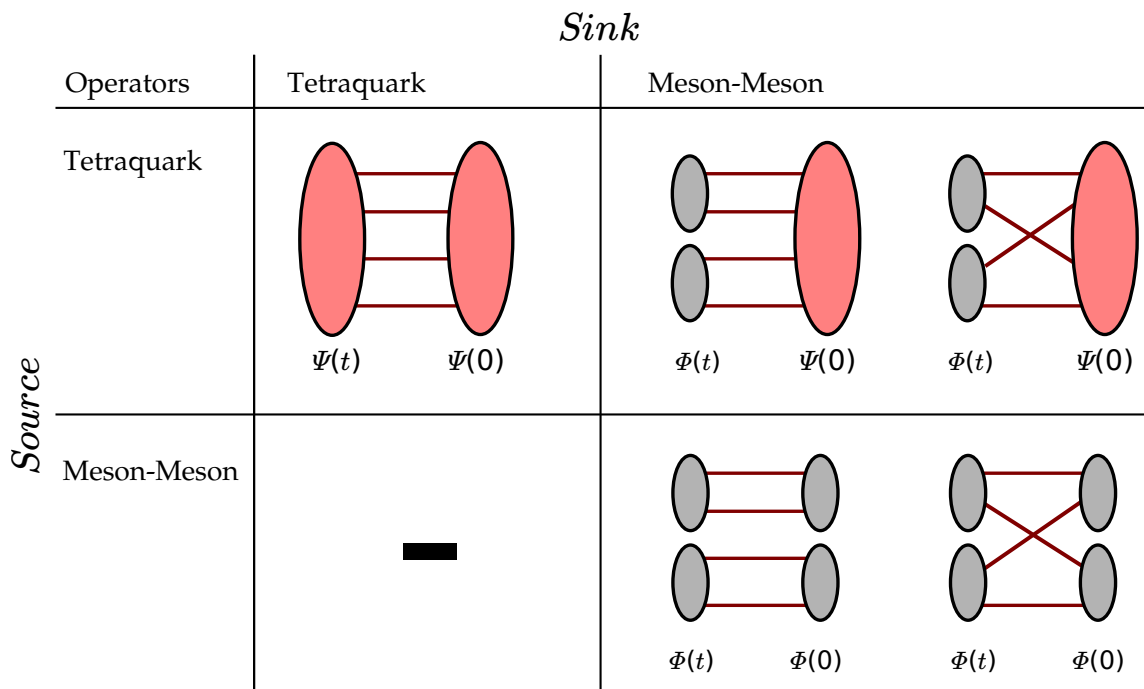 Sink
Operators Tetraquark Meson-Meson
Tetraquark
Ψ(t) Ψ(0) Φ(t) Ψ(0) Φ(t) Ψ(0)
Source
Meson-Meson
Φ(t) Φ(0) Φ(t) Φ(0)